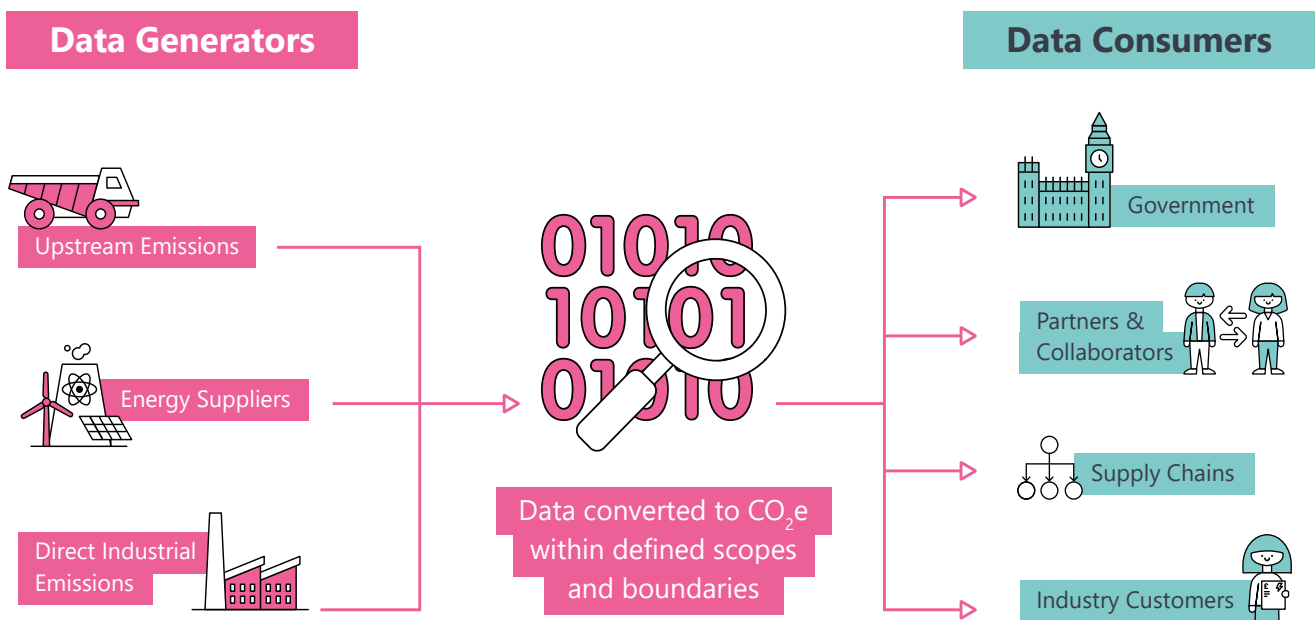 Data Generators
Data Consumers
Upstream Emissions
Energy Suppliers
Direct Industrial
Emissions
01010
10101
01010
Data converted to CO₂e
within defined scopes
and boundaries
Government
Partners &
Collaborators
Supply Chains
Industry Customers